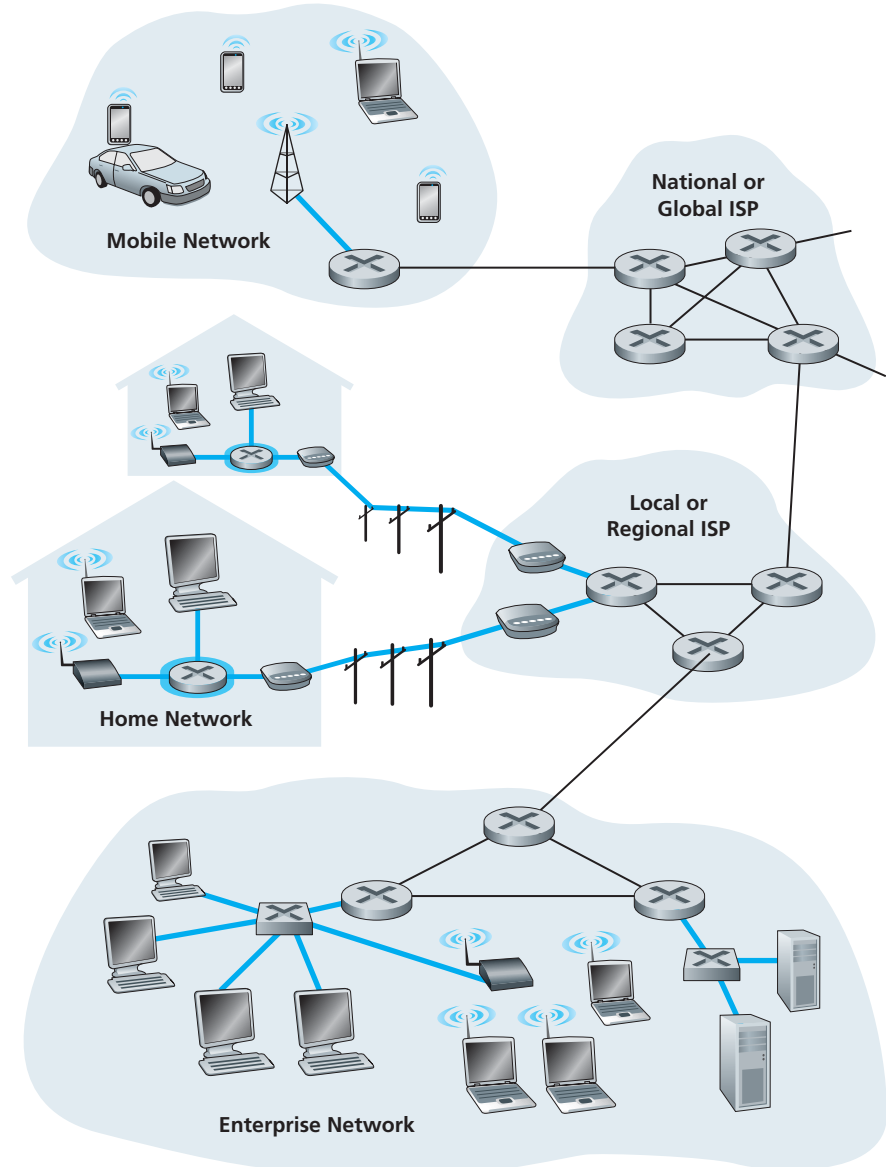 National or
Global ISP
Mobile Network
Local or
Regional ISP
Home Network
Enterprise Network